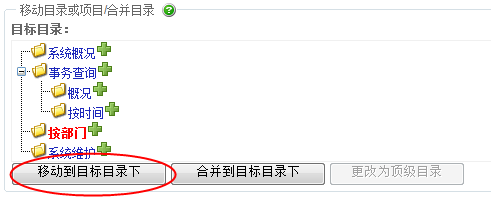 移动目录或项目/合并目录
目标目录：
系统概况
事务查询
概况
按时间
按部门
系统维护
移动到目标目录下 合并到目标目录下 更改为顶级目录